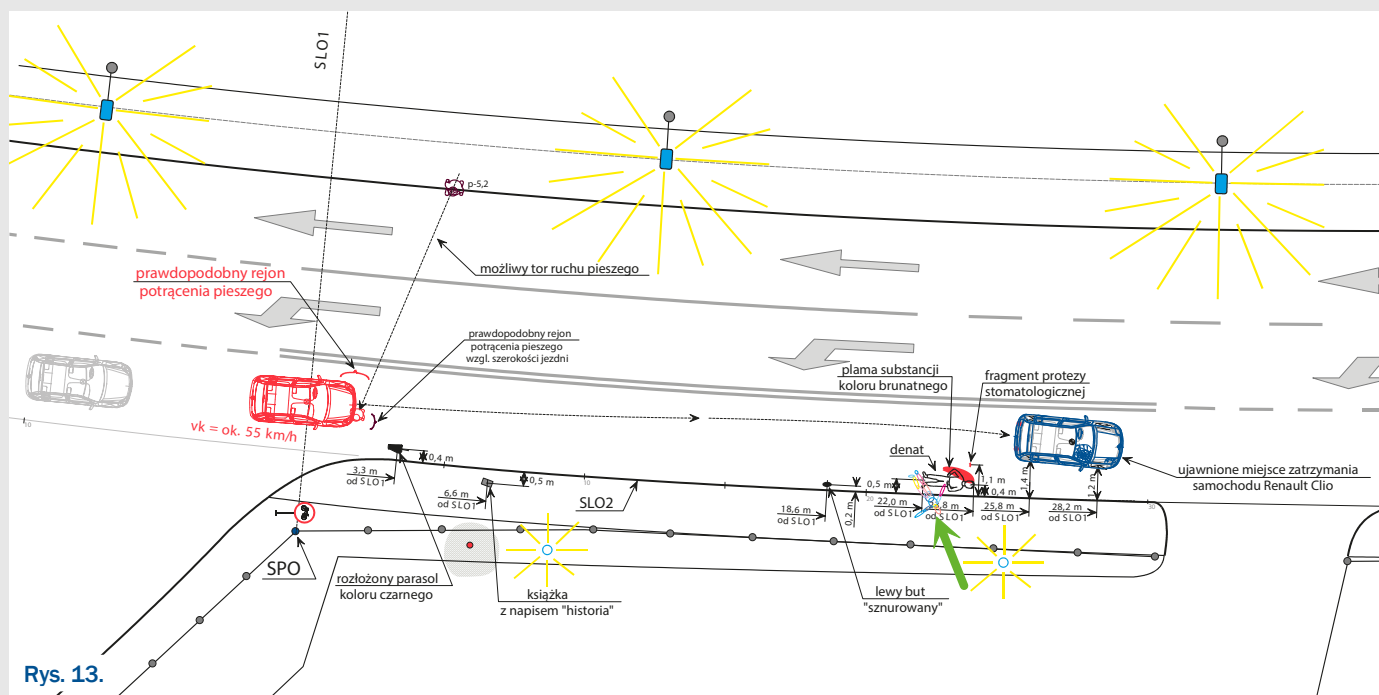 SLO1
p-5,2
możliwy tor ruchu pieszego
prawdopodobny rejon
potrącenia pieszego
prawdopodobny rejon
potrącenia pieszego
wzgl. szerokości jezdni
plama substancji
koloru brunatnego
fragment protezy
stomatologicznej
vk = ok. 55 km/h
denat
ujawnione miejsce zatrzymania
samochodu Renault Clio
0,4 m
3,3 m
od SLO1
0,5 m
6,6 m
od SLO1
10
SLO2
18,6 m
od SLO1
0,2 m
20
0,5 m
22,0 m
od SLO1
od SLO1
1,1 m
0,4 m
25,8 m
od SLO1
1,4 m
28,2 m
od SLO1
1,2 m
30
SPO
rozłożony parasol
koloru czarnego
książka
z napisem "historia"
lewy but
"sznurowany"
Rys. 13.